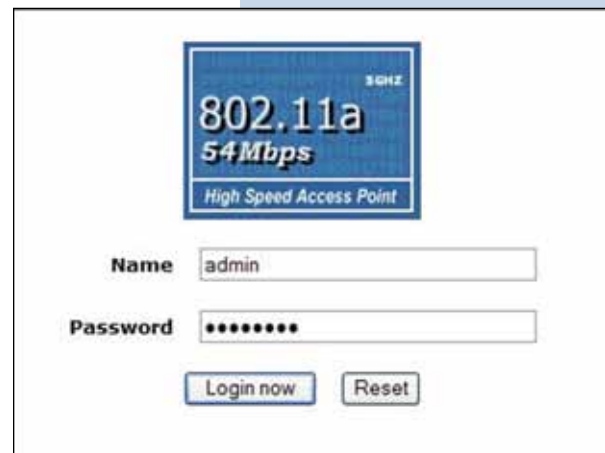 5GHZ
802.11a
54Mbps
High Speed Access Point
Name admin
Password ••••••••
Login now Reset